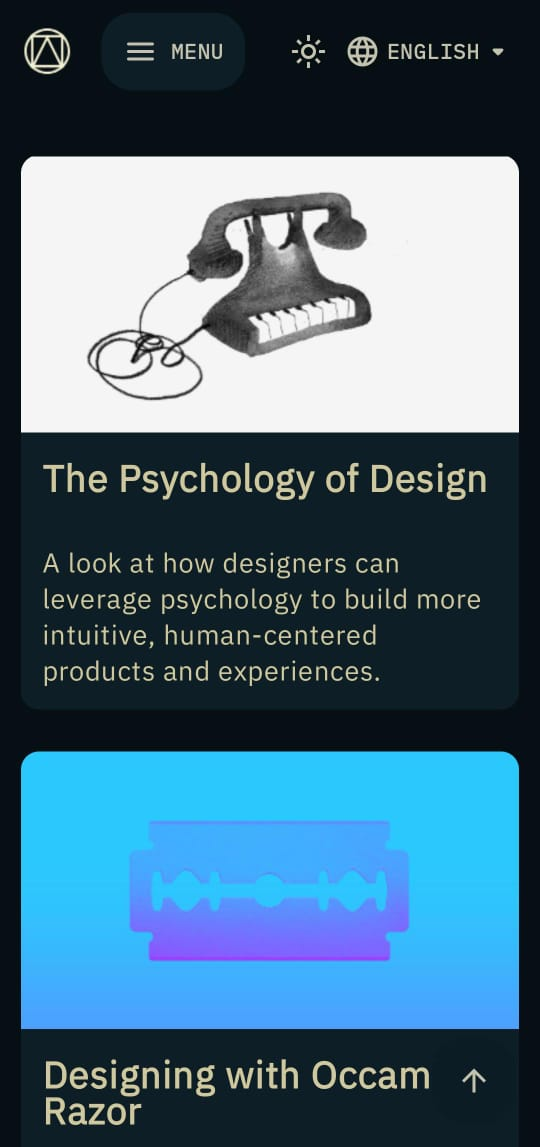 MENU
ENGLISH
The Psychology of Design
A look at how designers can
leverage psychology to build more
intuitive, human-centered
products and experiences.
Designing with Occam
Razor